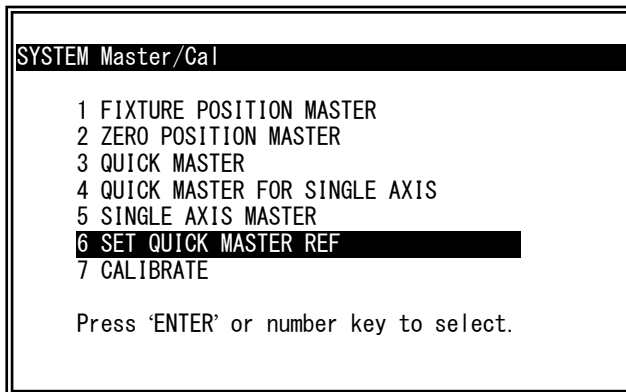 SYSTEM Master/Cal
1 FIXTURE POSITION MASTER
2 ZERO POSITION MASTER
3 QUICK MASTER
4 QUICK MASTER FOR SINGLE AXIS
5 SINGLE AXIS MASTER
6 SET QUICK MASTER REF
7 CALIBRATE
Press ‘ENTER’ or number key to select.